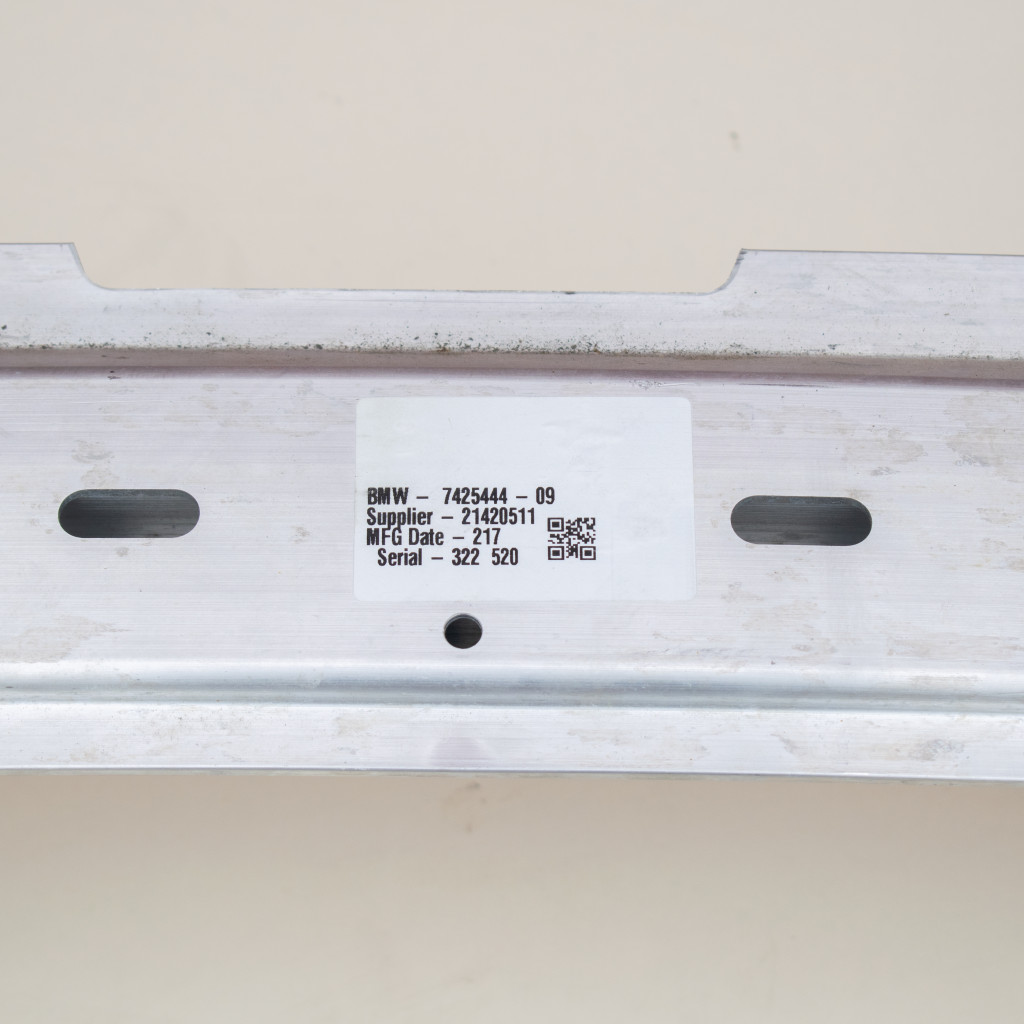 BMW – 7425444 – 09
Supplier – 21420511
MFG Date – 217
Serial – 322 520